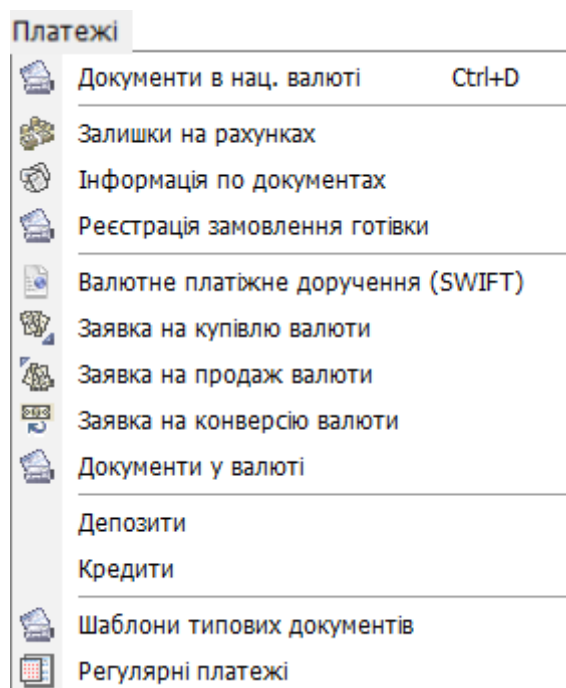 Платежі
Документи в нац. валюті Ctrl+D
Залишки на рахунках
Інформація по документах
Реєстрація замовлення готівки
Валютне платіжне доручення (SWIFT)
Заявка на купівлю валюти
Заявка на продаж валюти
Заявка на конверсію валюти
Документи у валюті
Депозити
Кредити
Шаблони типових документів
Регулярні платежі